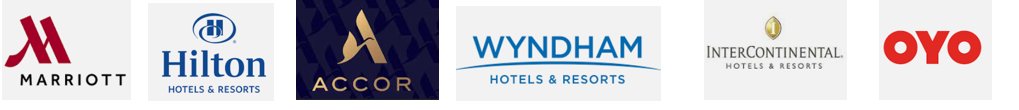 MARRIOTT
Hilton
HOTELS & RESORTS
ACCOR
WYNDHAM
HOTELS & RESORTS
INTERCONTINENTAL
HOTELS & RESORTS
OYO